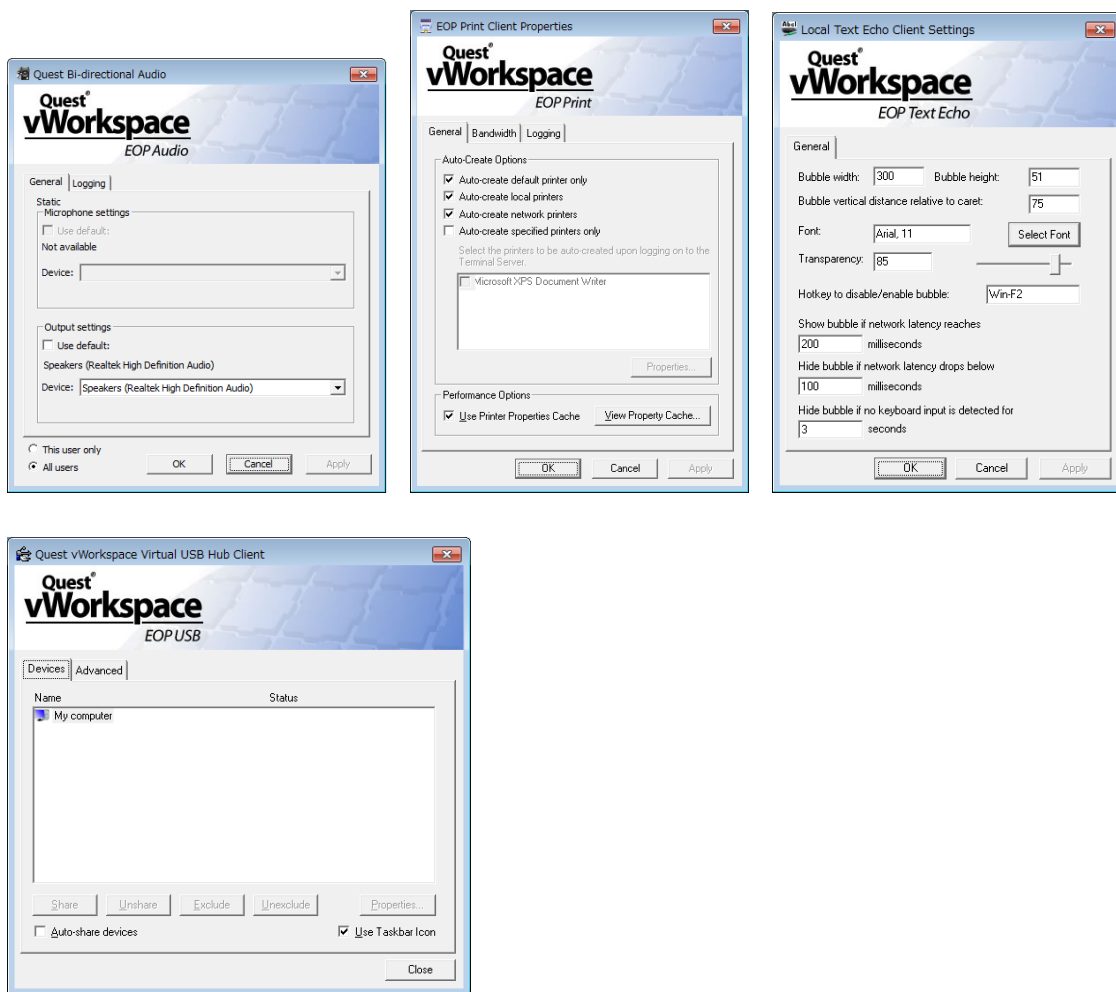 Quest Bi-directional Audio
Quest®
vWorkspace
EOP Audio
General Logging
Static
Microphone settings
Use default:
Not available
Device:
Output settings
Use default:
Speakers (Realtek High Definition Audio)
Device: Speakers (Realtek High Definition Audio)
This user only
All users
OK Cancel Apply
EOP Print Client Properties
Quest®
vWorkspace
EOP Print
General Bandwidth Logging
Auto-Create Options
Auto-create default printer only
Auto-create local printers
Auto-create network printers
Auto-create specified printers only
Select the printers to be auto-created upon logging on to the
Terminal Server.
Microsoft XPS Document Writer
Properties...
Performance Options
Use Printer Properties Cache View Property Cache...
OK Cancel Apply
Abc|
Local Text Echo Client Settings
Quest®
vWorkspace
EOP Text Echo
General
Bubble width: 300 Bubble height: 51
Bubble vertical distance relative to caret: 75
Font: Arial, 11 Select Font
Transparency: 85
Hotkey to disable/enable bubble: Win-F2
Show bubble if network latency reaches
200 milliseconds
Hide bubble if network latency drops below
100 milliseconds
Hide bubble if no keyboard input is detected for
3 seconds
OK Cancel Apply
Quest vWorkspace Virtual USB Hub Client
Quest®
vWorkspace
EOP USB
Devices Advanced
Name Status
My computer
Share Unshare Exclude Unexclude Properties...
Auto-share devices Use Taskbar Icon
Close